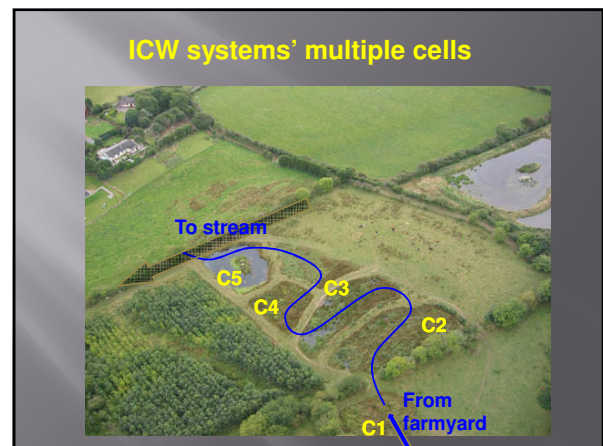 ICW systems' multiple cells
To stream
C5
C4
C3
C2
From
farmyard
C1